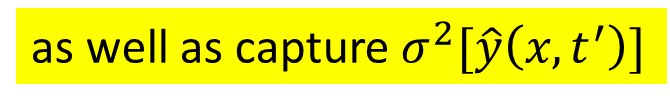 as well as capture σ²[ŷ(x, t′)]